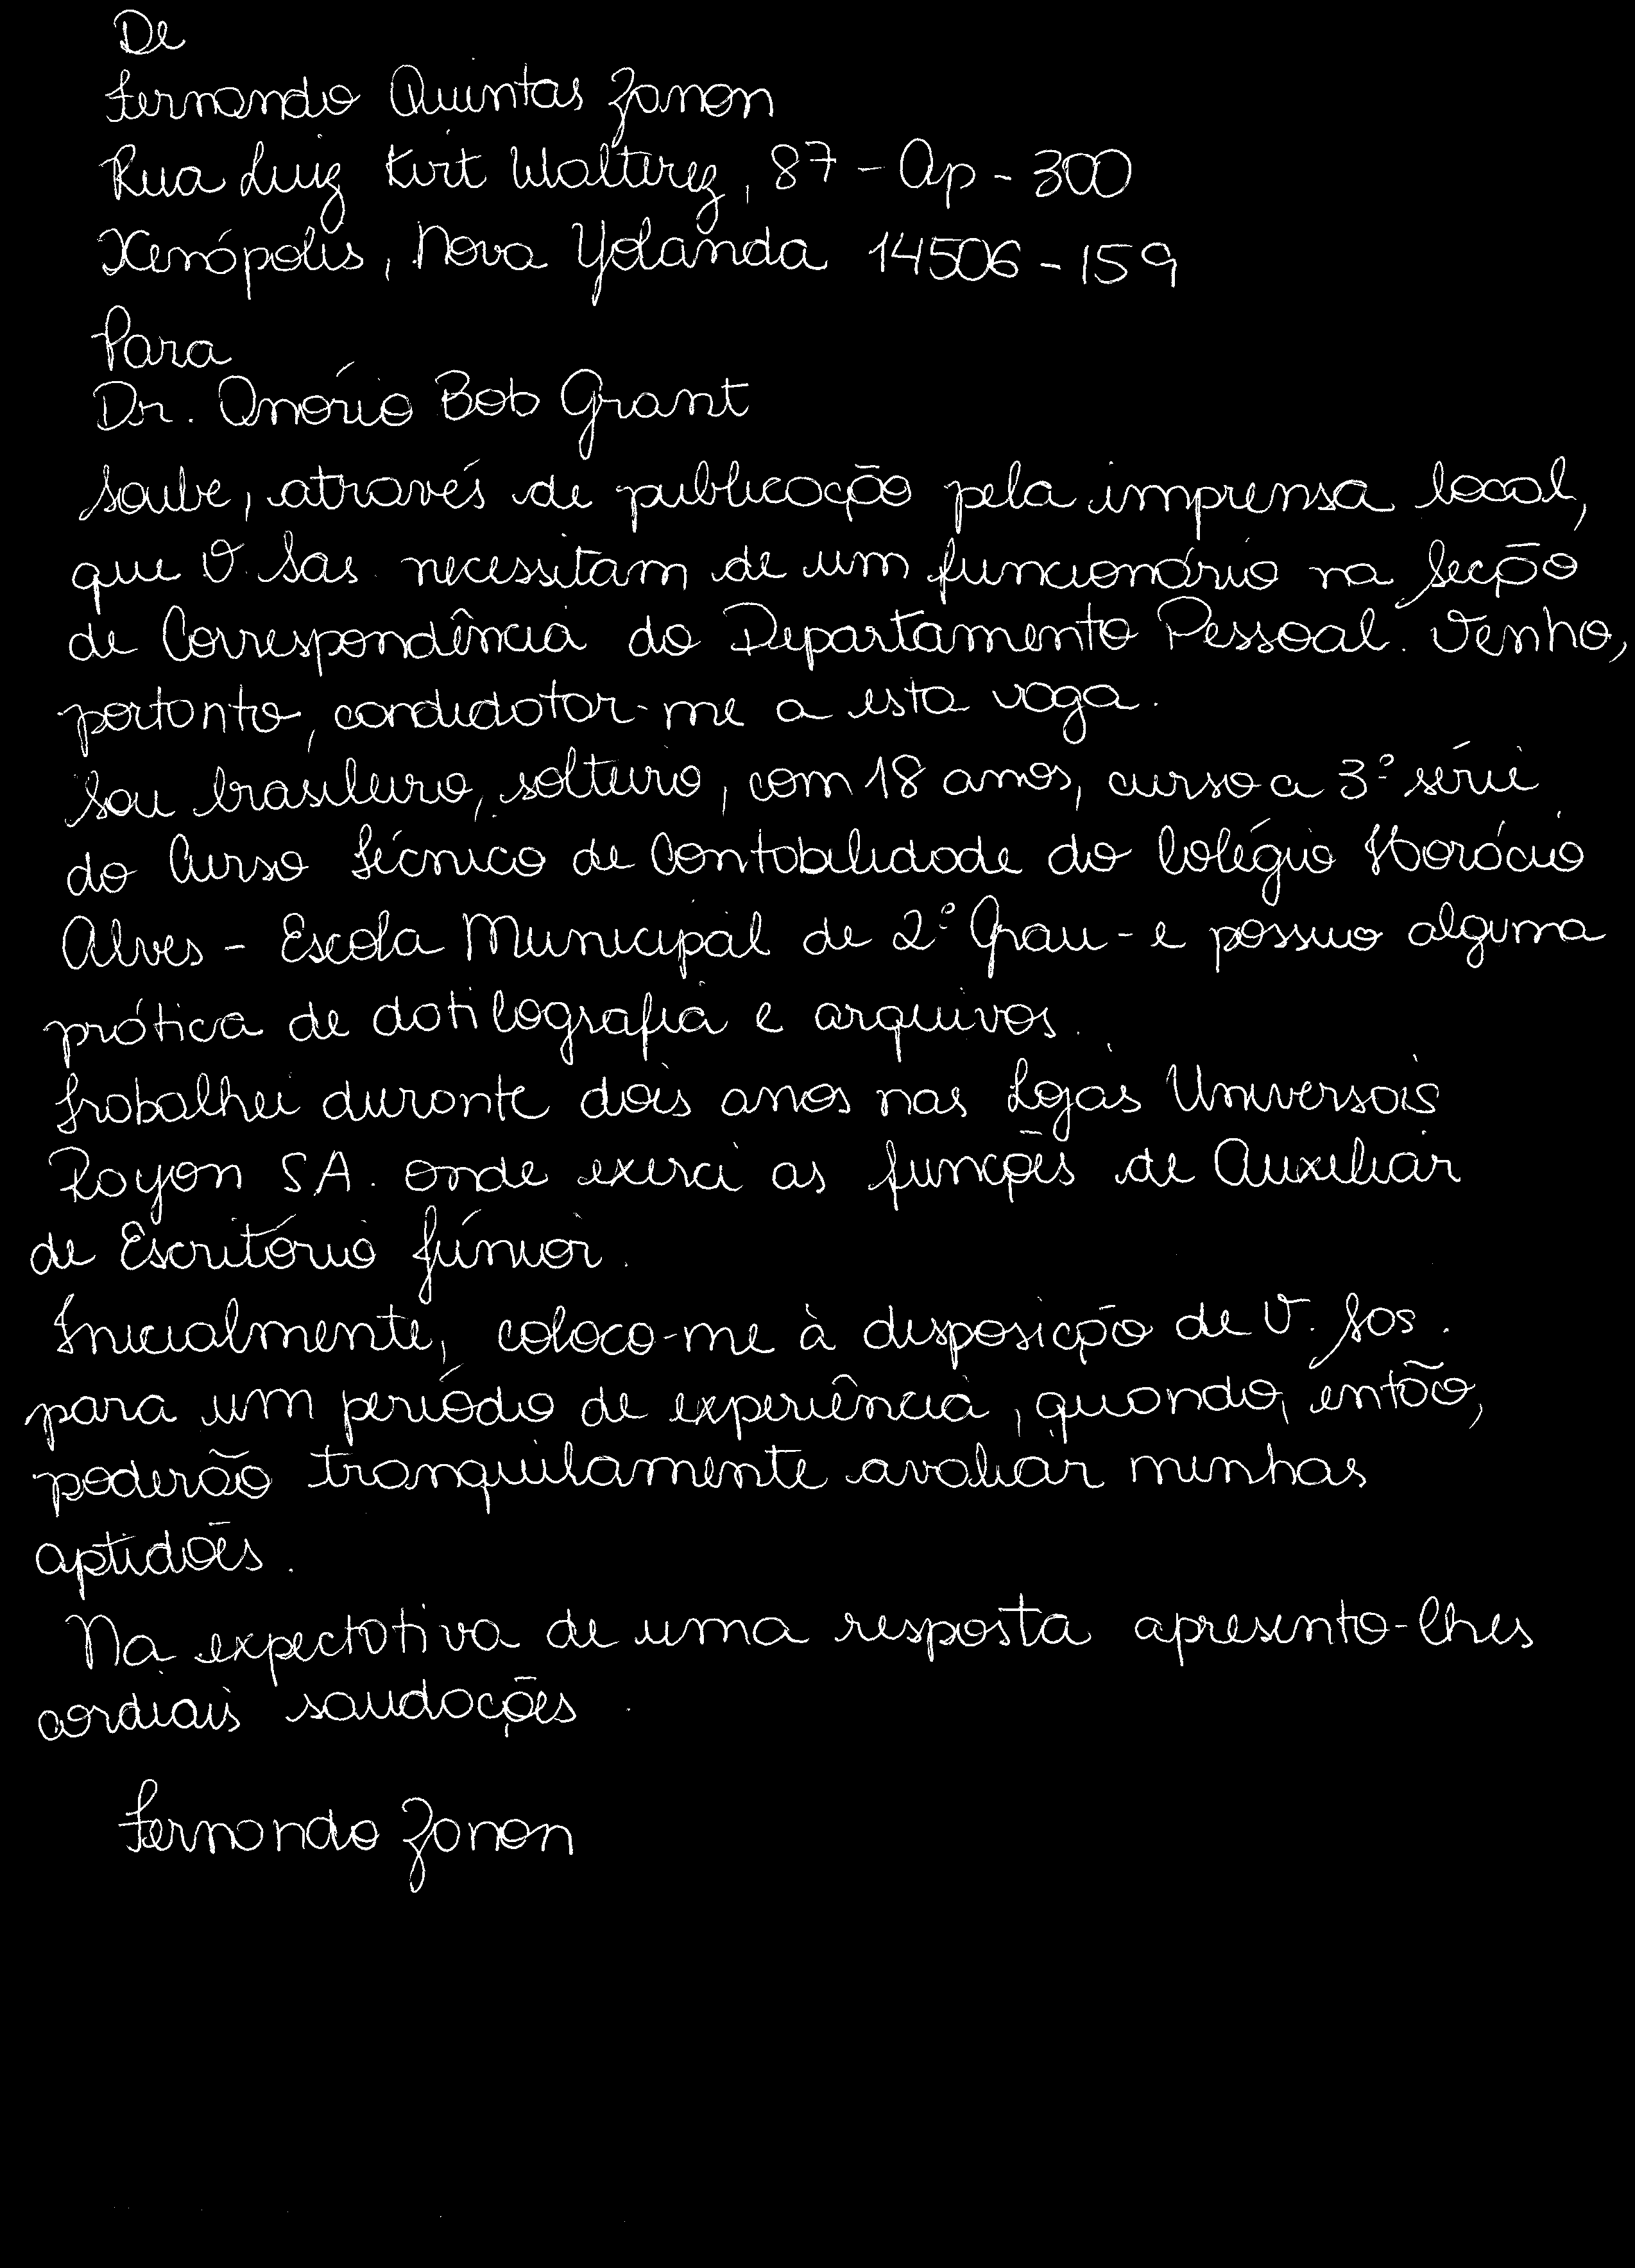 De
Fernando Quintas Zanon
Rua Luiz Kurt Walterez, 87 - Ap - 300
Xenópolis, Nova Yolanda 14506 - 159
Para
Dr. Onório Bob Grant
Soube, através de publicação pela imprensa local,
que V. Sas. necessitam de um funcionário na Secção
de Correspondência do Departamento Pessoal. Venho,
portanto, candidatar-me a esta vaga.
Sou brasileiro, solteiro, com 18 anos, curso a 3ª série
do Curso Técnico de Contabilidade do Colégio Horácio
Alves - Escola Municipal de 2º Grau - e possuo alguma
prática de datilografia e arquivos.
Trabalhei durante dois anos nas Lojas Universais
Rayon SA. onde exerci as funções de Auxiliar
de Escritório Júnior.
Inicialmente, coloco-me à disposição de V. Sas.
para um período de experiência, quando, então,
poderão tranquilamente avaliar minhas
aptidões.
Na expectativa de uma resposta apresento-lhes
cordiais saudações.
Fernando Zanon